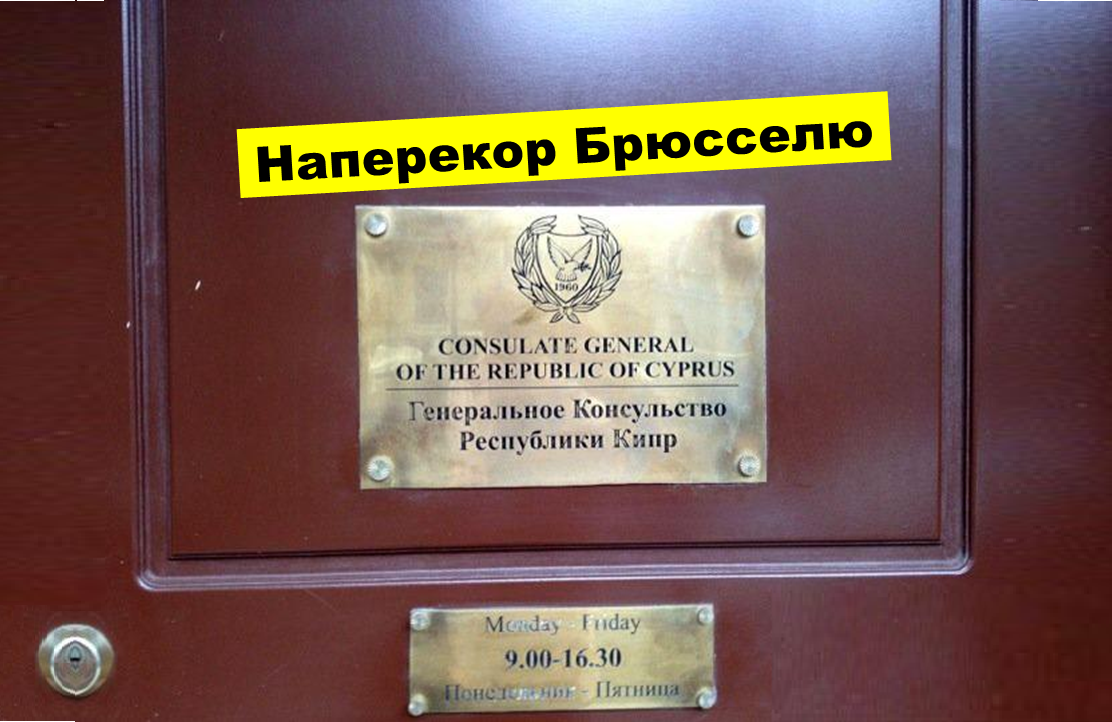 Наперекор Брюсселю
1960
CONSULATE GENERAL
OF THE REPUBLIC OF CYPRUS
Генеральное Консульство
Республики Кипр
Monday - Friday
9.00-16.30
Понедельник - Пятница